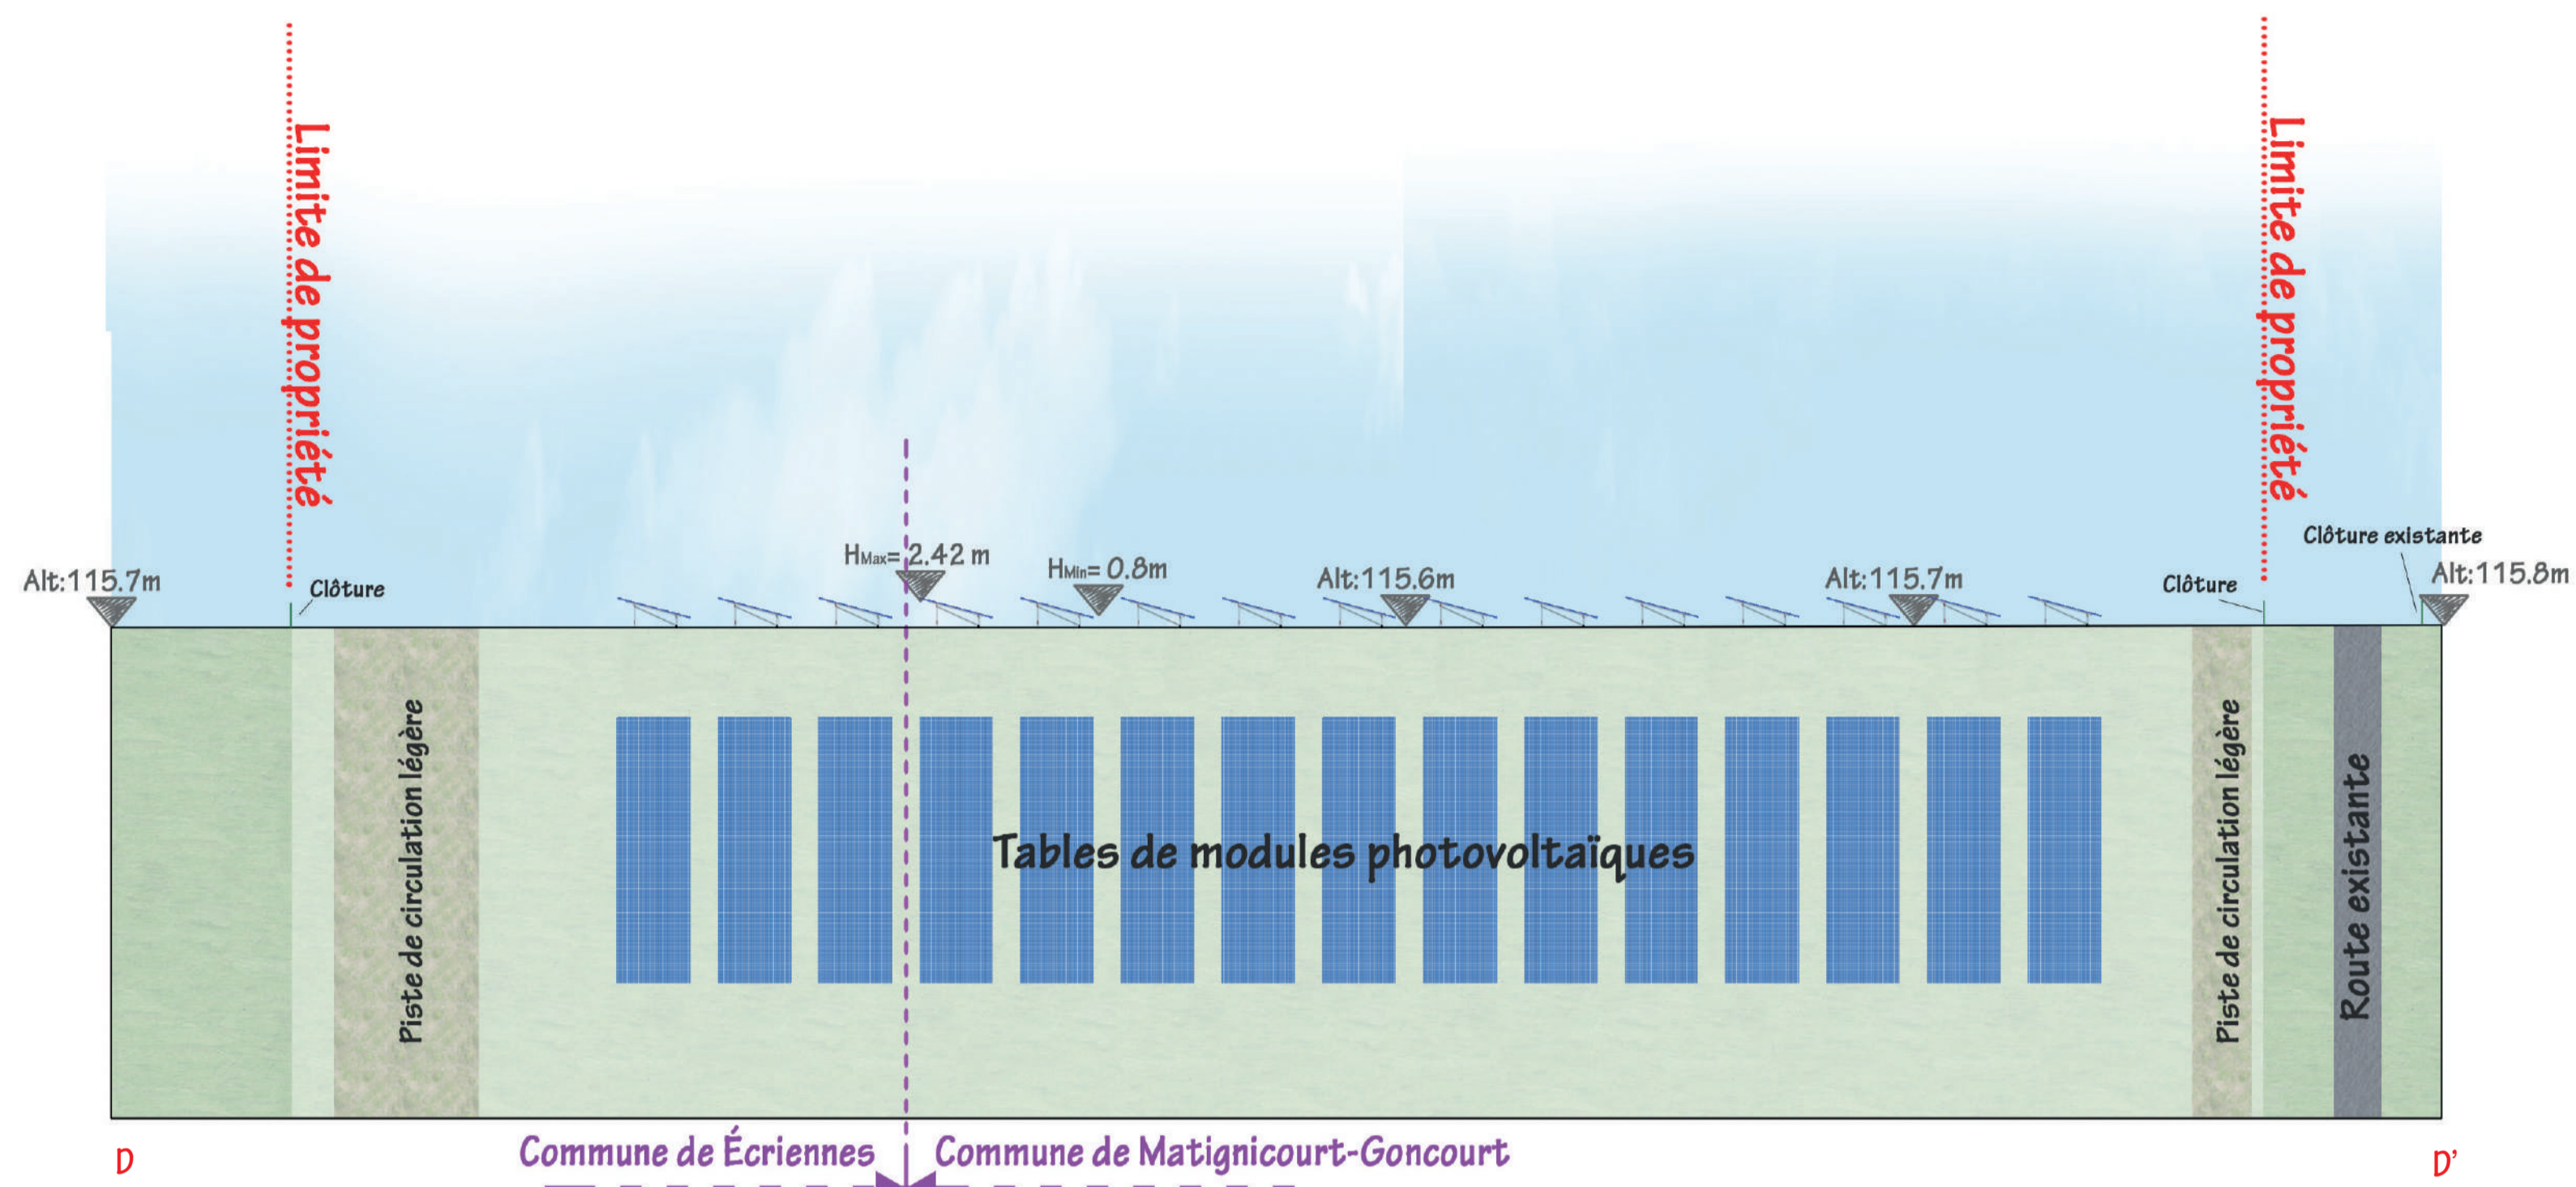 Limite de propriété
Limite de propriété
Clôture existante
HMax= 2.42 m
HMin= 0.8m
Alt:115.7m
Clôture
Alt:115.6m
Alt:115.7m
Clôture
Alt:115.8m
Piste de circulation légère
Tables de modules photovoltaïques
Piste de circulation légère
Route existante
D
Commune de Écriennes
Commune de Matignicourt-Goncourt
D'